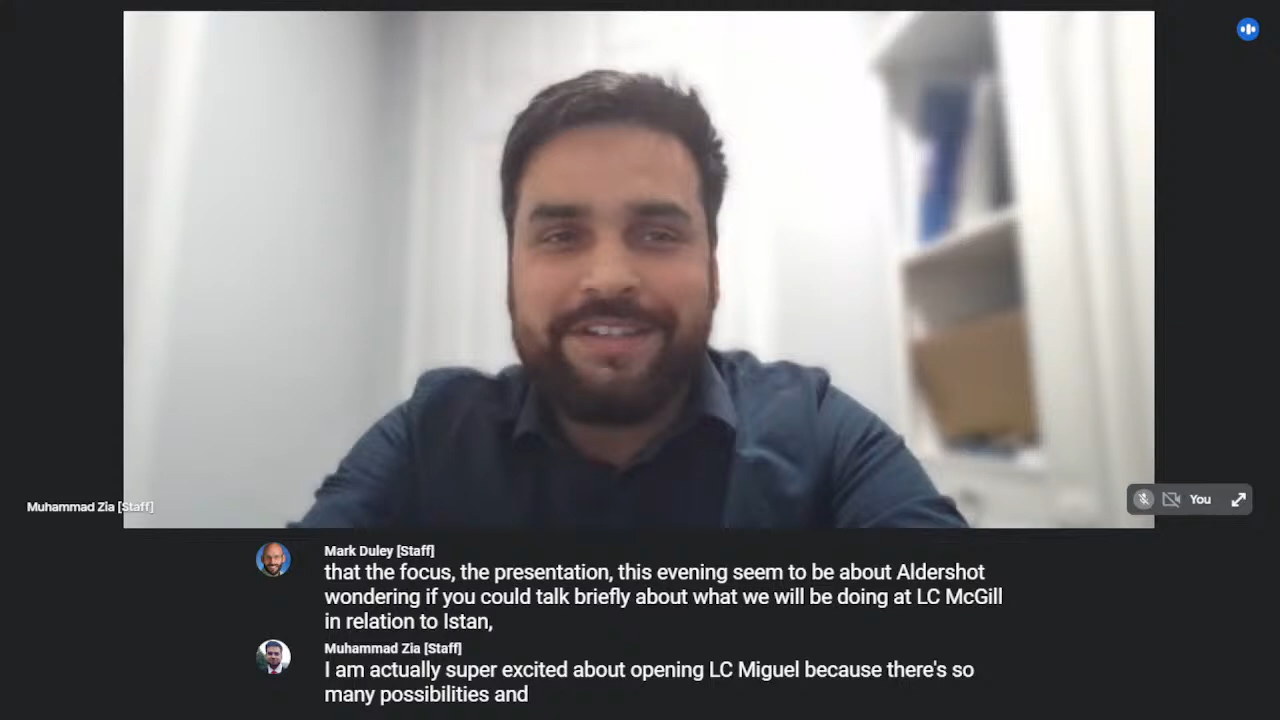 Muhammad Zia [Staff]
You
Mark Duley [Staff]
that the focus, the presentation, this evening seem to be about Aldershot
wondering if you could talk briefly about what we will be doing at LC McGill
in relation to Istan,
Muhammad Zia [Staff]
I am actually super excited about opening LC Miguel because there's so
many possibilities and